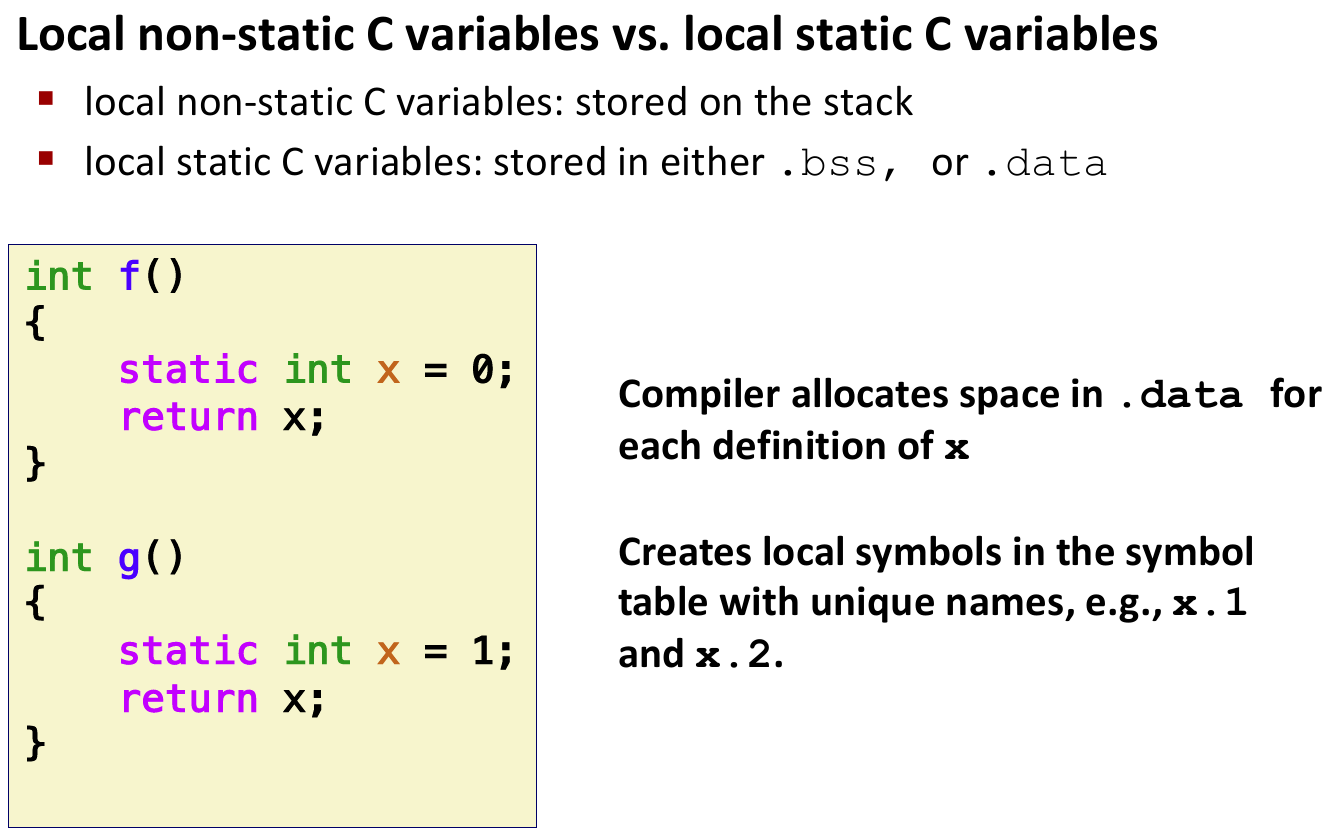 Local non-static C variables vs. local static C variables
▪ local non-static C variables: stored on the stack
▪ local static C variables: stored in either .bss, or .data
int f()
{
    static int x = 0;
    return x;
}
int g()
{
    static int x = 1;
    return x;
}
Compiler allocates space in .data for
each definition of x
Creates local symbols in the symbol
table with unique names, e.g., x.1
and x.2.